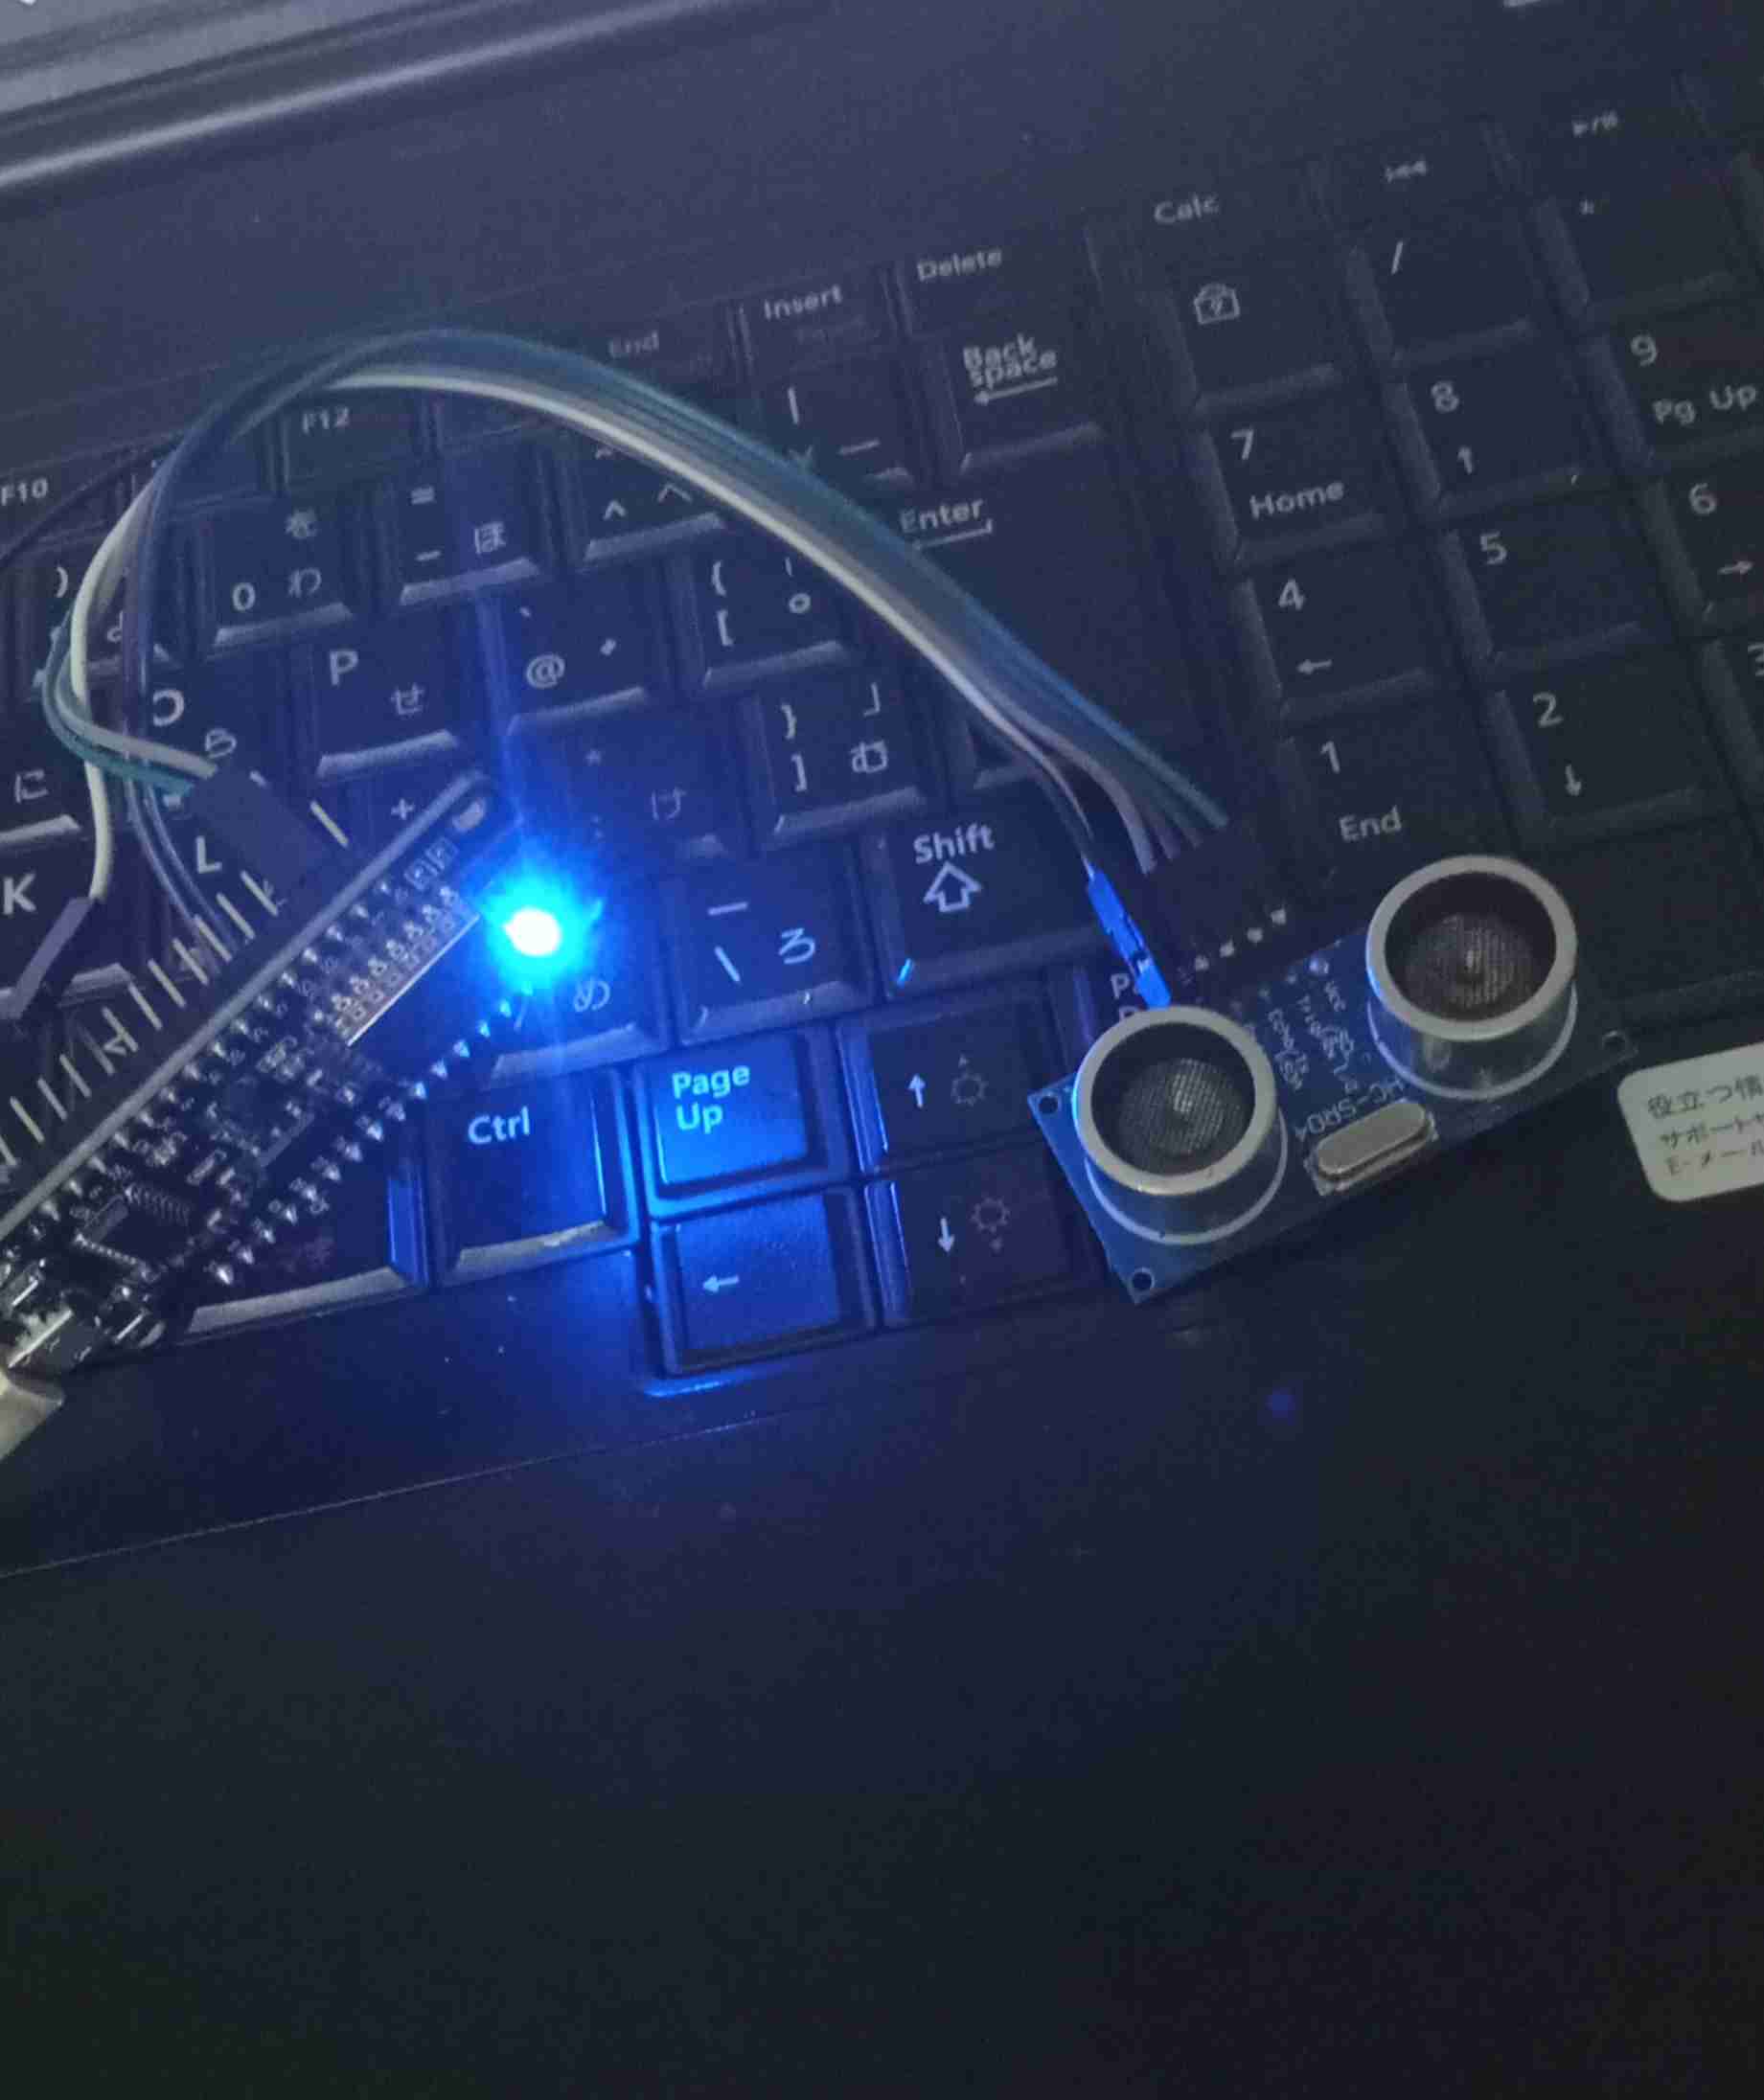 Delete
Insert
End
Calc
/
*
F12
F10
|
—
Back
space
9
Pg Up
8
↑
7
Home
Enter
を
0 わ
=
- ほ
^ へ
6
→
5
4
←
P
せ
`
@
{
[ °
}
」
] む
ら
に
+
*
け
L
K
2
↓
1
End
Shift
\ ろ
め
Ctrl
Page
Up
↑
←
↓
Vcc
Trig
Echo
Gnd
HC-SR04
役立つ情
サポート
E-メール